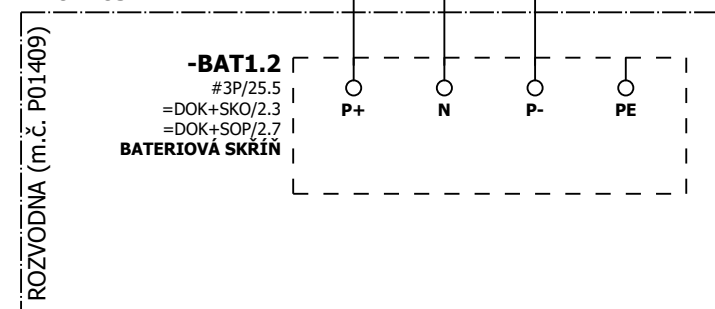 ROZVODNA (m.č. P01409)
-BAT1.2
#3P/25.5
=DOK+SKO/2.3
=DOK+SOP/2.7
BATERIOVÁ SKŘÍŇ
P+ N P- PE